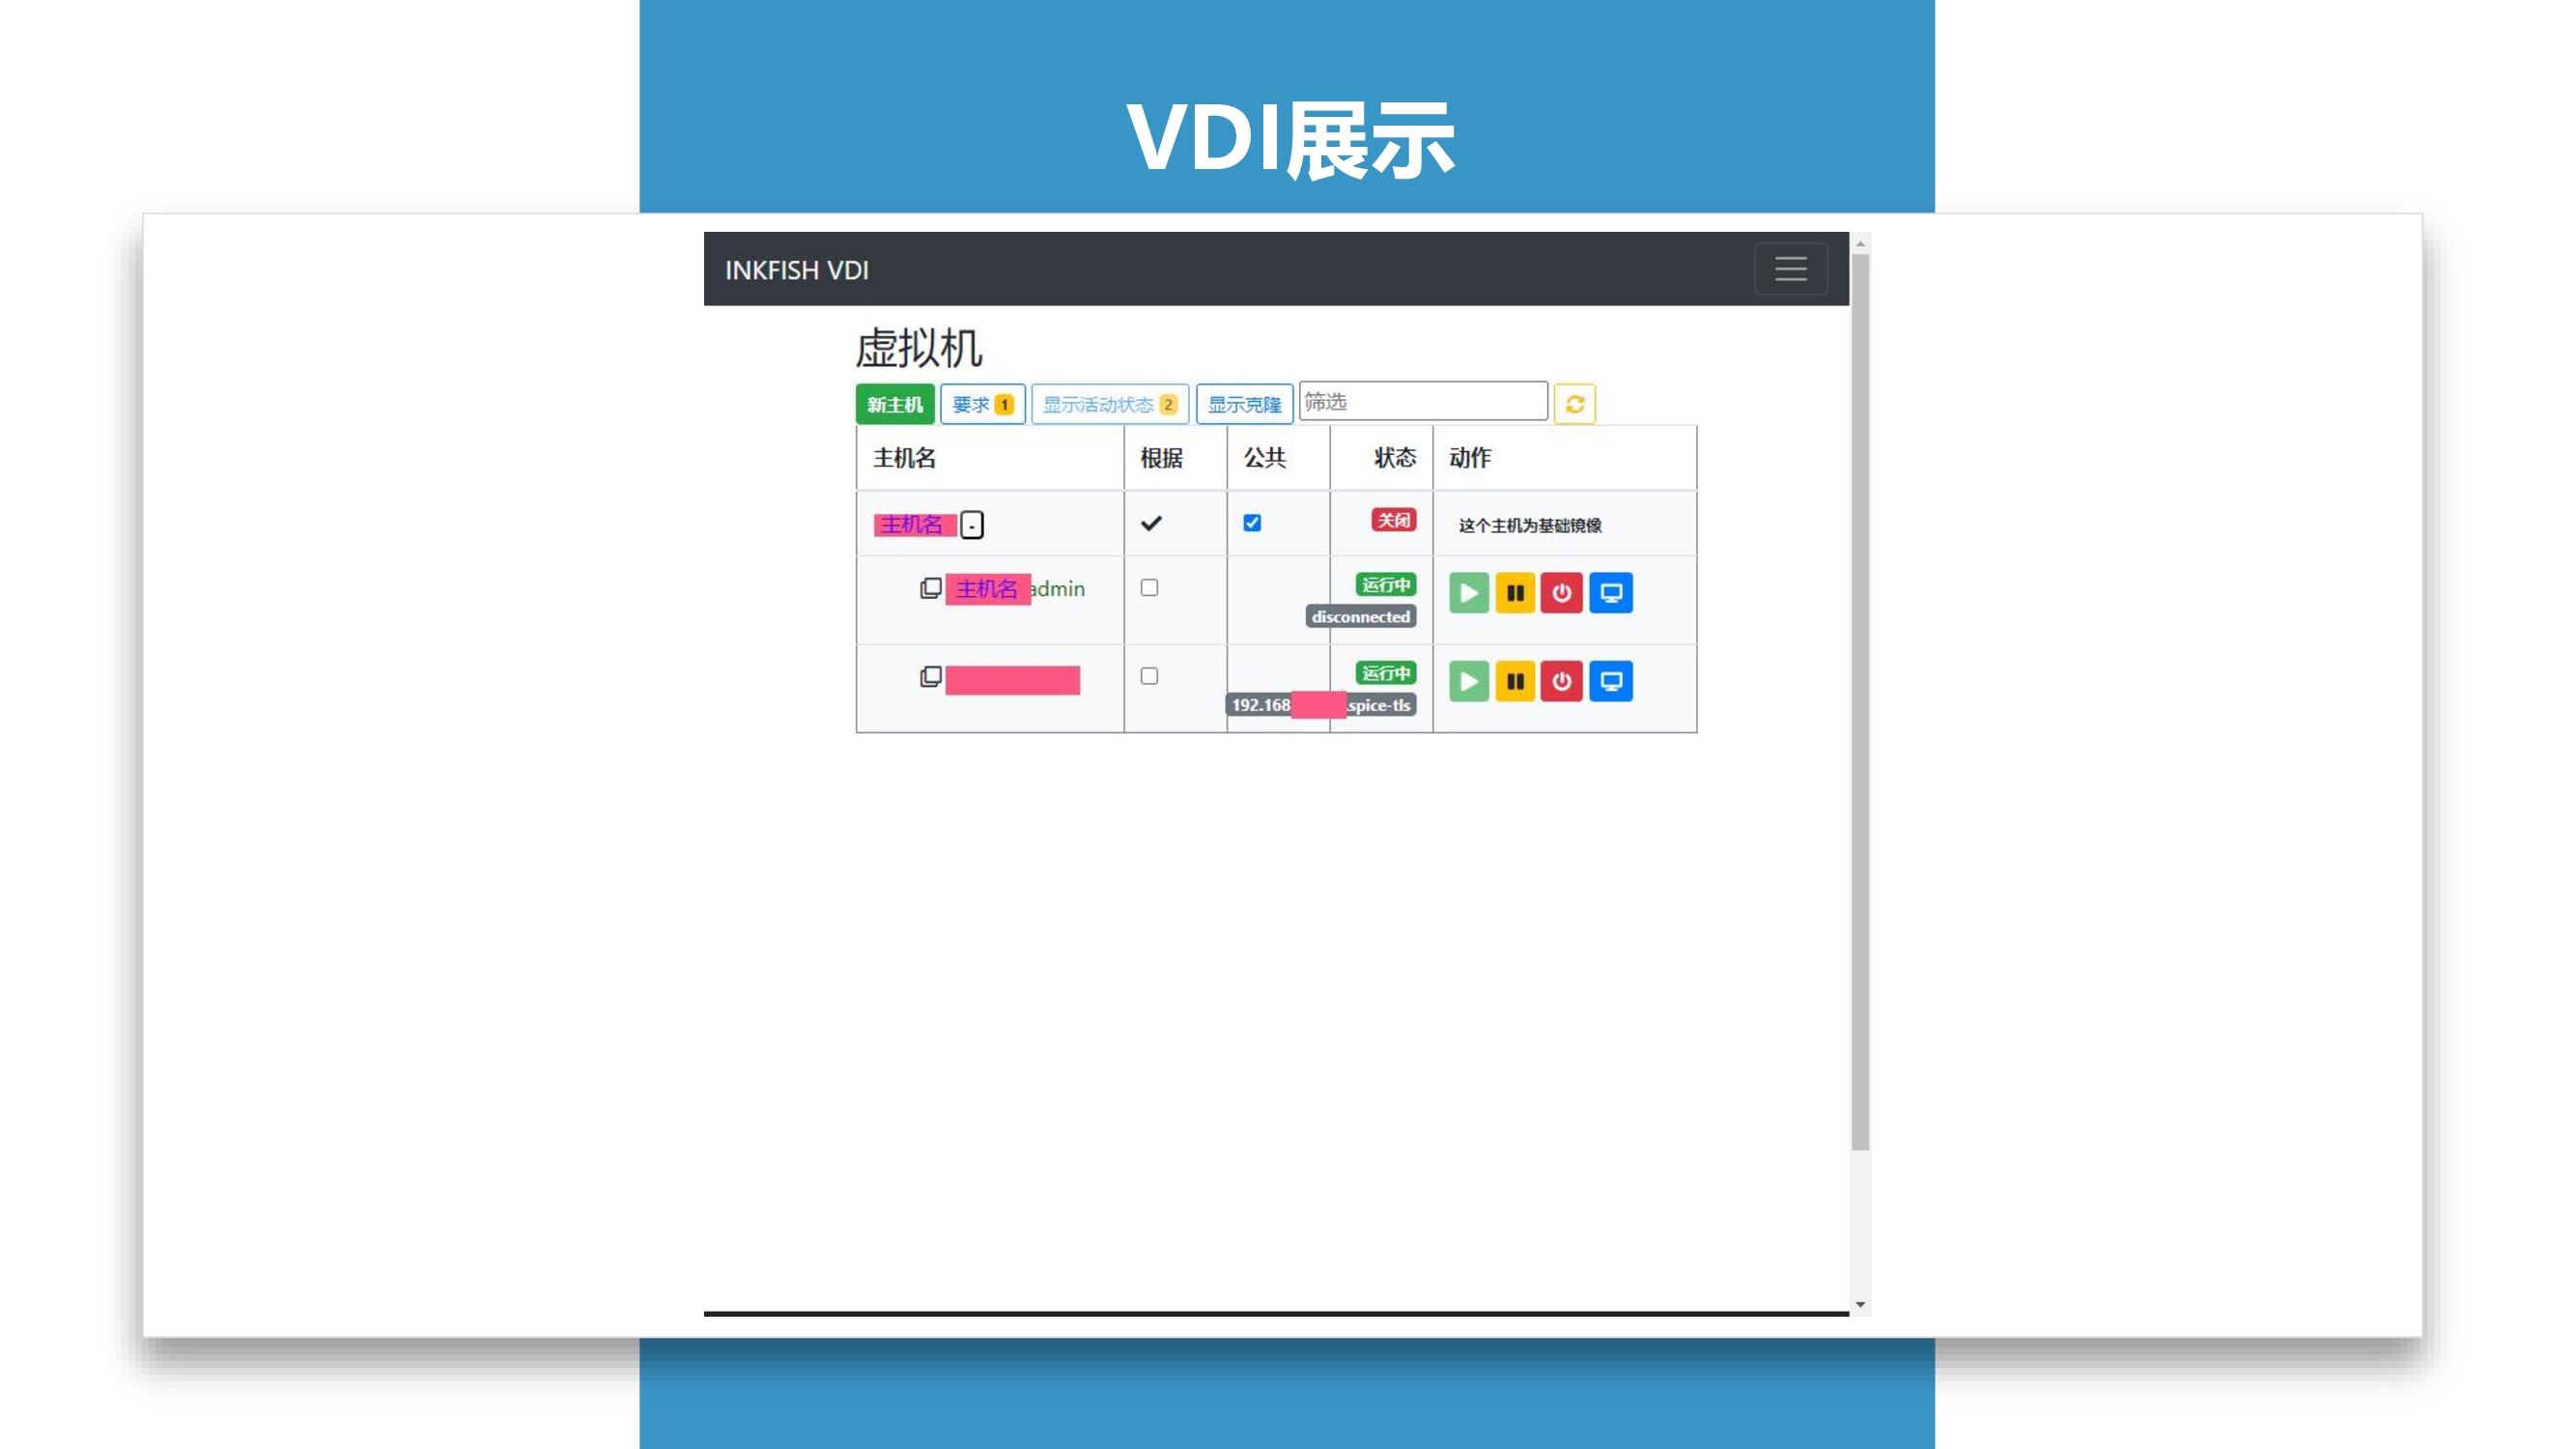 VDI展示
INKFISH VDI
虚拟机
新主机 要求 1 显示活动状态 2 显示克隆 筛选
主机名 根据 公共 状态 动作
主机名 - 关闭 这个主机为基础镜像
主机名 admin 运行中
disconnected
运行中
192.168 .spice-tls